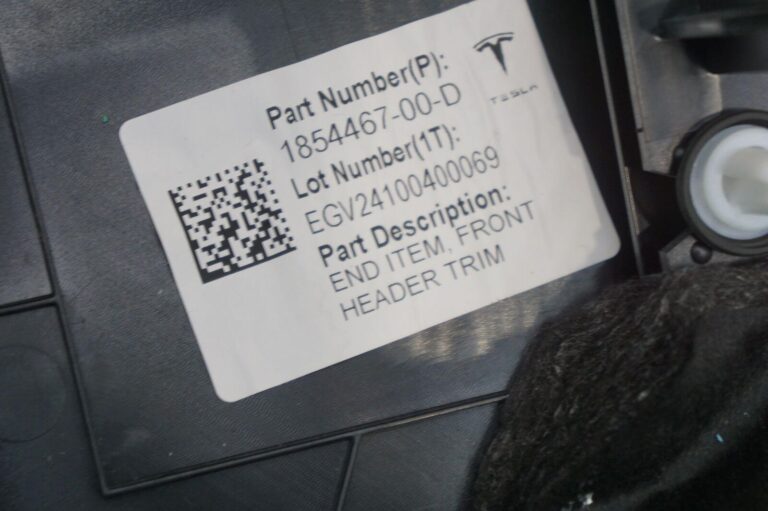 TESLA
Part Number(P):
1854467-00-D
Lot Number(1T):
EGV24100400069
Part Description:
END ITEM, FRONT
HEADER TRIM